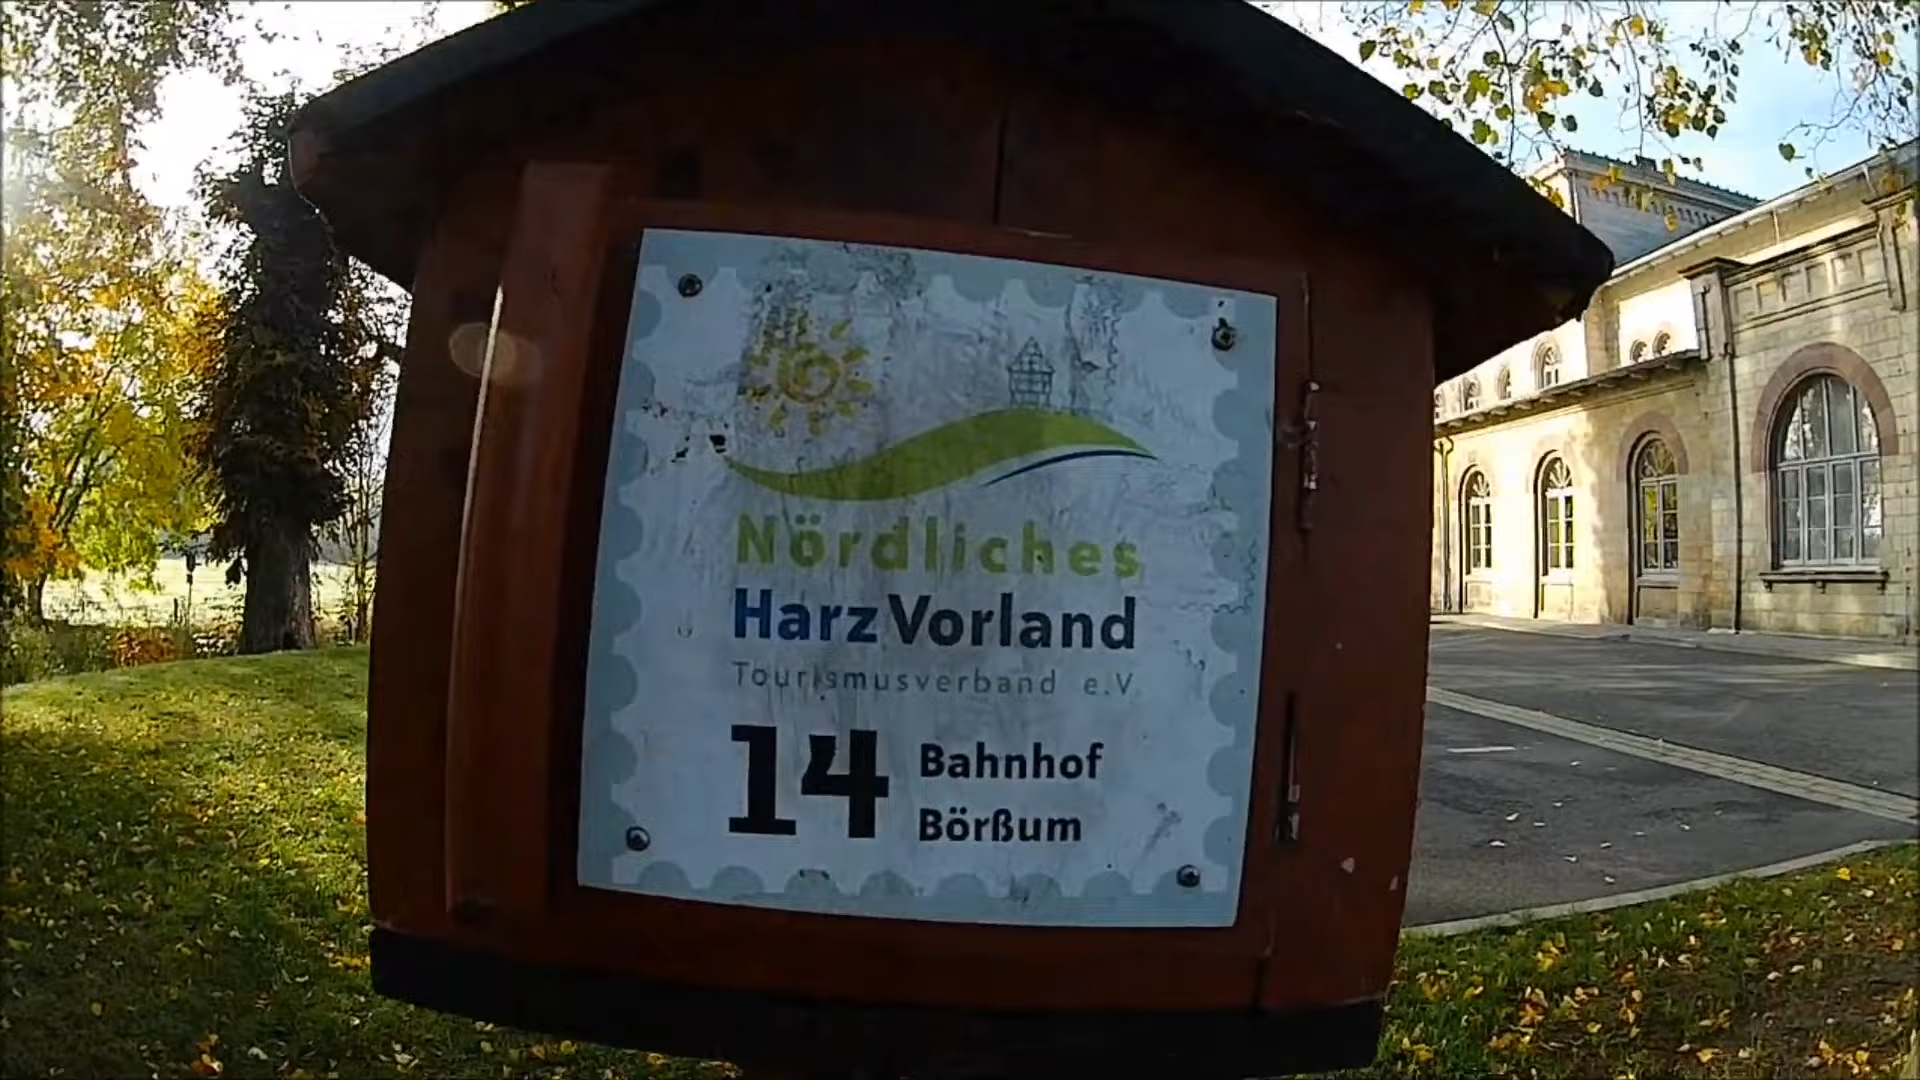 Nördliches
HarzVorland
Tourismusverband e.V.
14 Bahnhof
Börßum